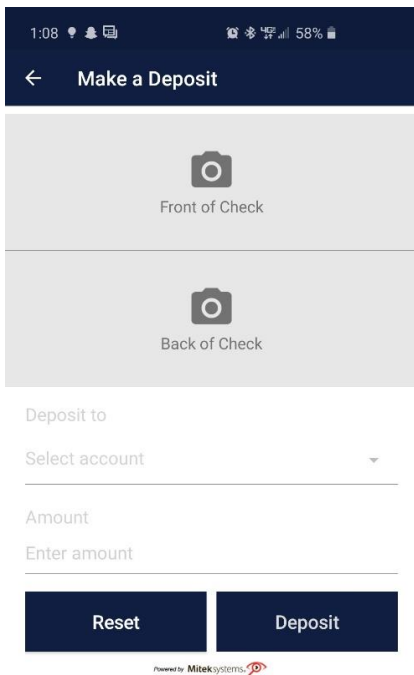 1:08 58%
Make a Deposit
Front of Check
Back of Check
Deposit to
Select account
Amount
Enter amount
Reset Deposit
Powered by Miteksystems.